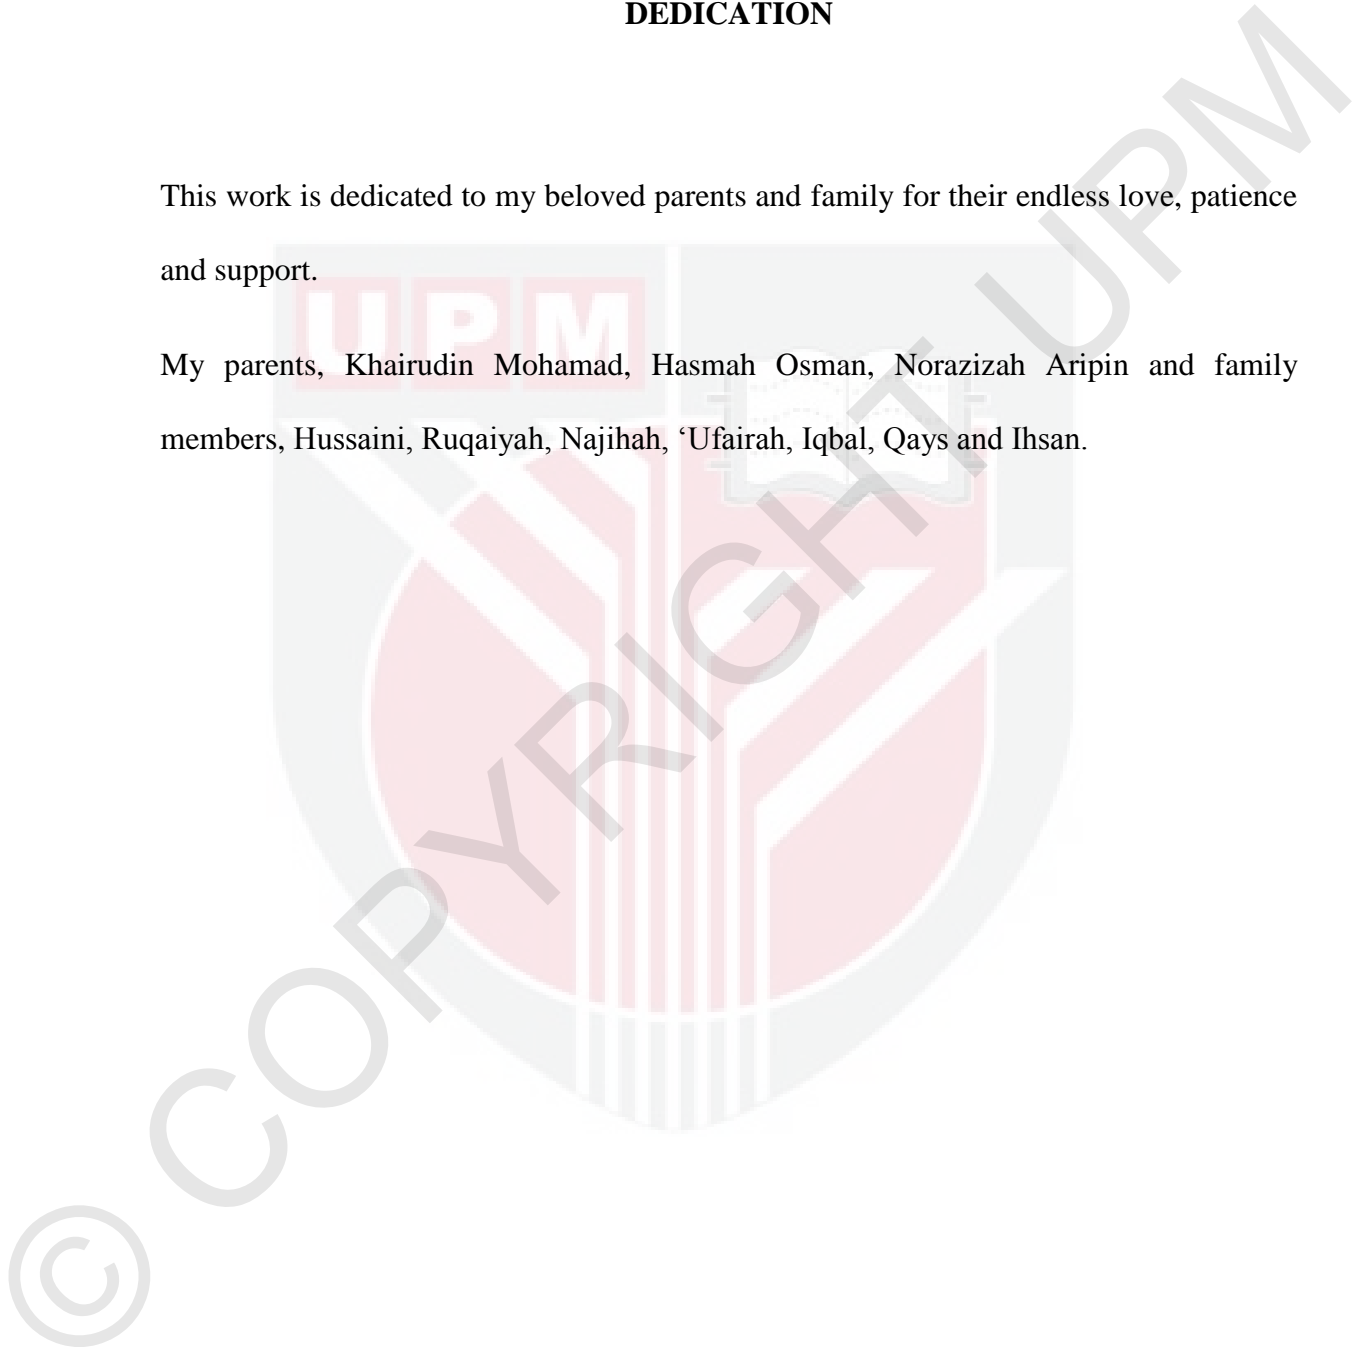 DEDICATION
This work is dedicated to my beloved parents and family for their endless love, patience
and support.
My parents, Khairudin Mohamad, Hasmah Osman, Norazizah Aripin and family
members, Hussaini, Ruqaiyah, Najihah, ‘Ufairah, Iqbal, Qays and Ihsan.
UPM
© COPYRIGHT UPM